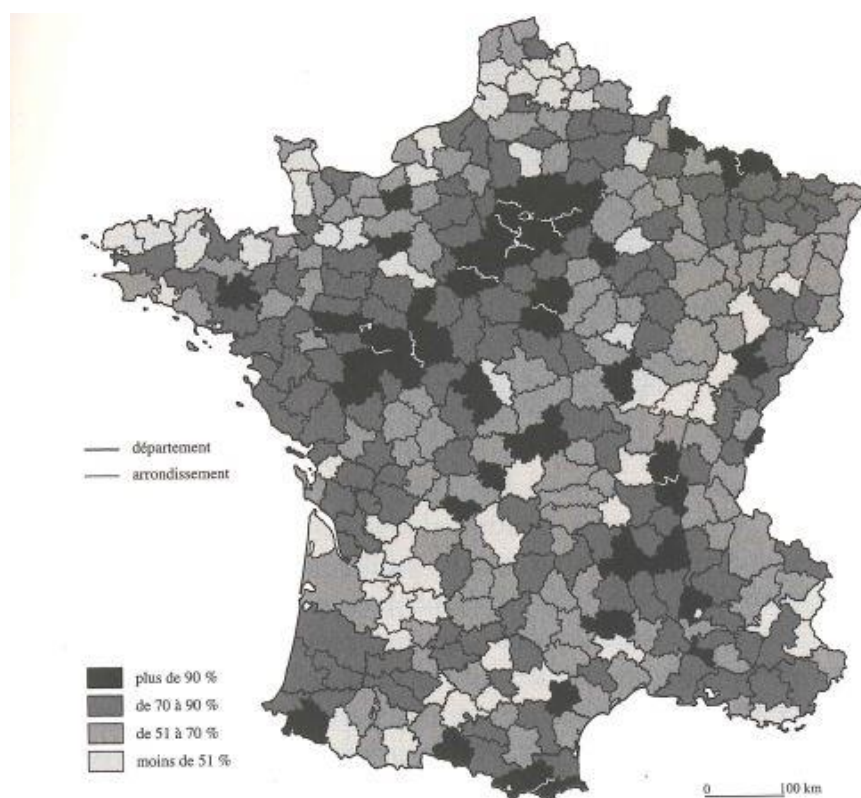 département
arrondissement
plus de 90 %
de 70 à 90 %
de 51 à 70 %
moins de 51 %
0 100 km